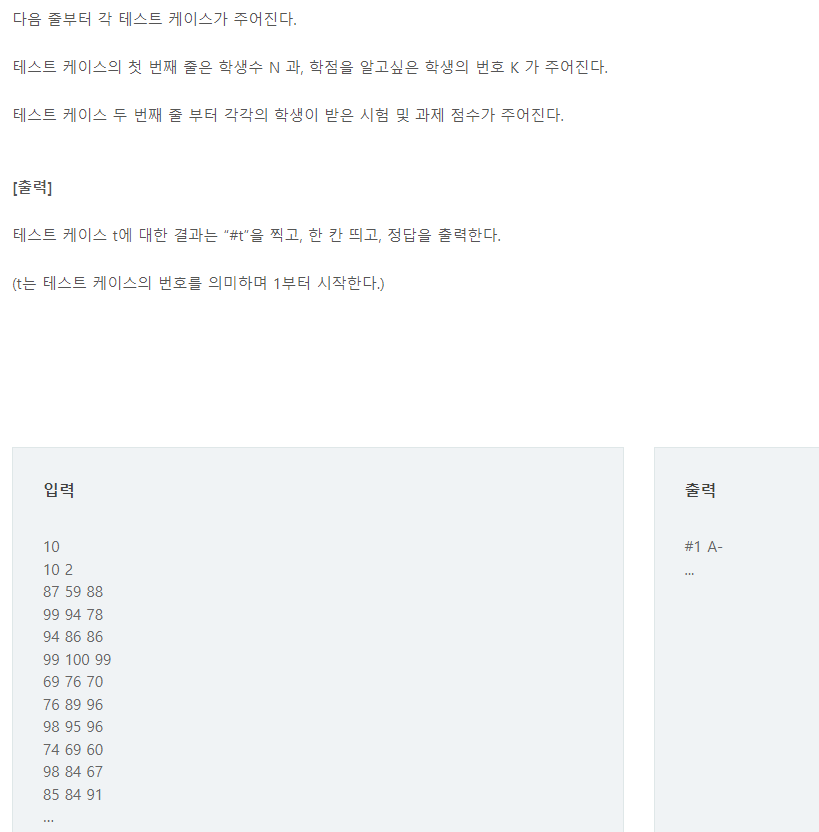 다음 줄부터 각 테스트 케이스가 주어진다.
테스트 케이스의 첫 번째 줄은 학생수 N 과, 학점을 알고싶은 학생의 번호 K 가 주어진다.
테스트 케이스 두 번째 줄 부터 각각의 학생이 받은 시험 및 과제 점수가 주어진다.
[출력]
테스트 케이스 t에 대한 결과는 “#t”을 찍고, 한 칸 띄고, 정답을 출력한다.
(t는 테스트 케이스의 번호를 의미하며 1부터 시작한다.)
입력
10
10 2
87 59 88
99 94 78
94 86 86
99 100 99
69 76 70
76 89 96
98 95 96
74 69 60
98 84 67
85 84 91
...
출력
#1 A-
...